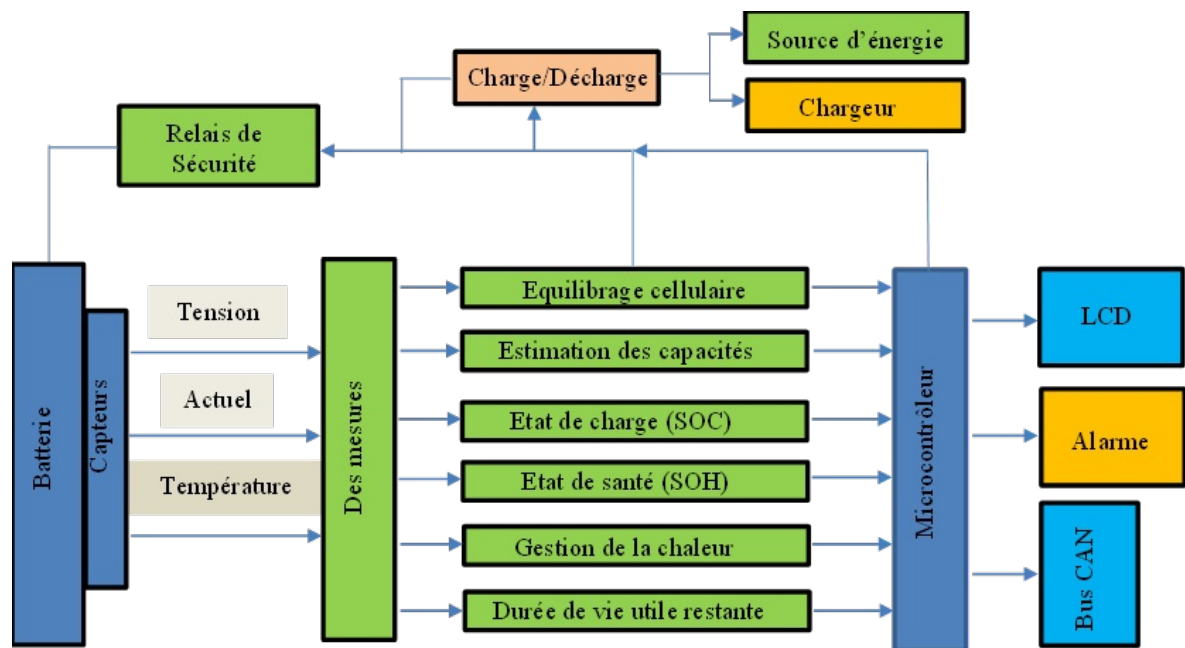 Source d'énergie
Charge/Décharge
Chargeur
Relais de
Sécurité
Batterie
Capteurs
Tension
Actuel
Température
Des mesures
Equilibrage cellulaire
Estimation des capacités
Etat de charge (SOC)
Etat de santé (SOH)
Gestion de la chaleur
Durée de vie utile restante
Microcontrôleur
LCD
Alarme
Bus CAN